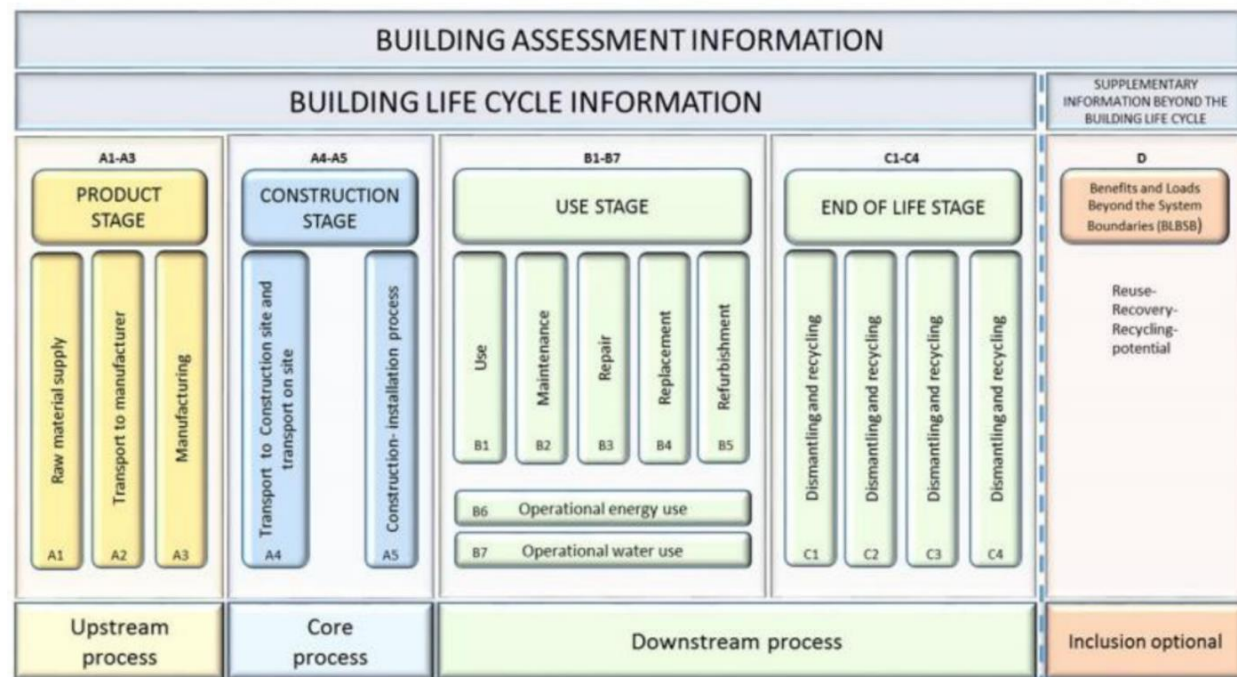 BUILDING ASSESSMENT INFORMATION
BUILDING LIFE CYCLE INFORMATION
SUPPLEMENTARY
INFORMATION BEYOND THE
BUILDING LIFE CYCLE
A1-A3
PRODUCT
STAGE
Raw material supply
A1
Transport to manufacturer
A2
Manufacturing
A3
A4-A5
CONSTRUCTION
STAGE
Transport to Construction site and
transport on site
A4
Construction- installation process
A5
B1-B7
USE STAGE
Use
B1
Maintenance
B2
Repair
B3
Replacement
B4
Refurbishment
B5
B6 Operational energy use
B7 Operational water use
C1-C4
END OF LIFE STAGE
Dismantling and recycling
C1
Dismantling and recycling
C2
Dismantling and recycling
C3
Dismantling and recycling
C4
D
Benefits and Loads
Beyond the System
Boundaries (BLBSB)
Reuse-
Recovery-
Recycling-
potential
Upstream
process
Core
process
Downstream process
Inclusion optional